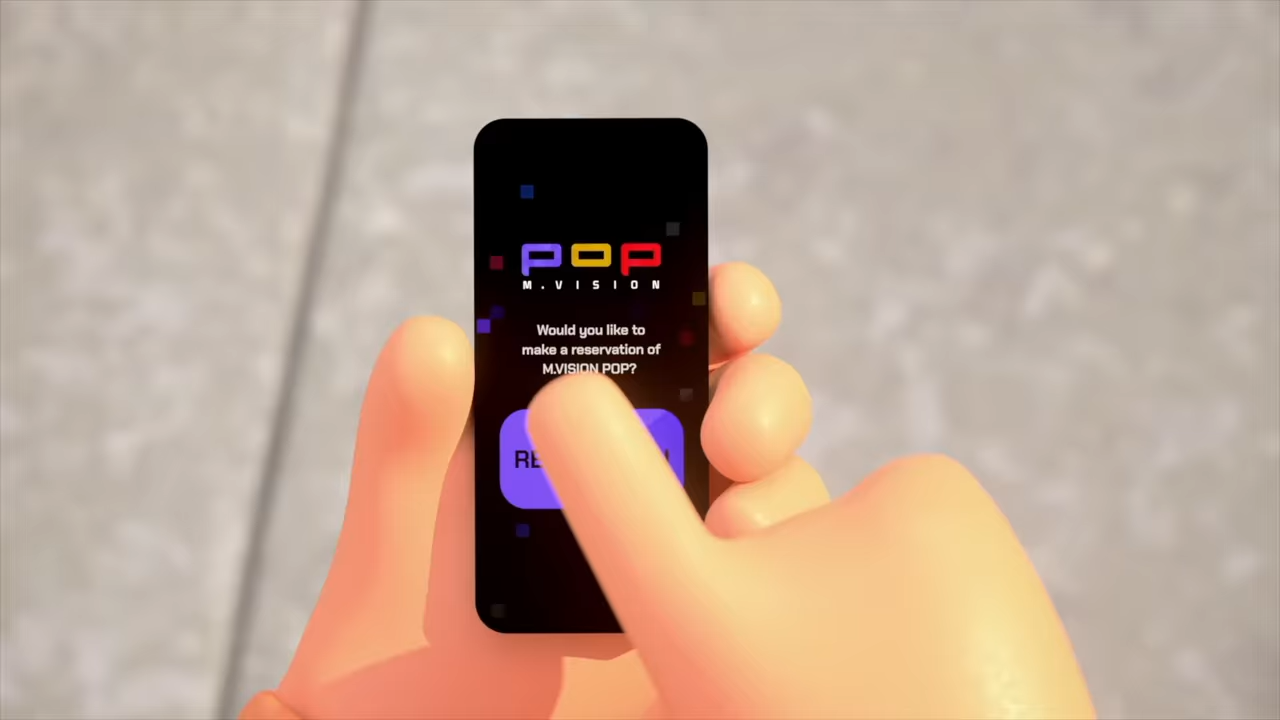 POP
M.VISION
Would you like to
make a reservation of
M.VISION POP?